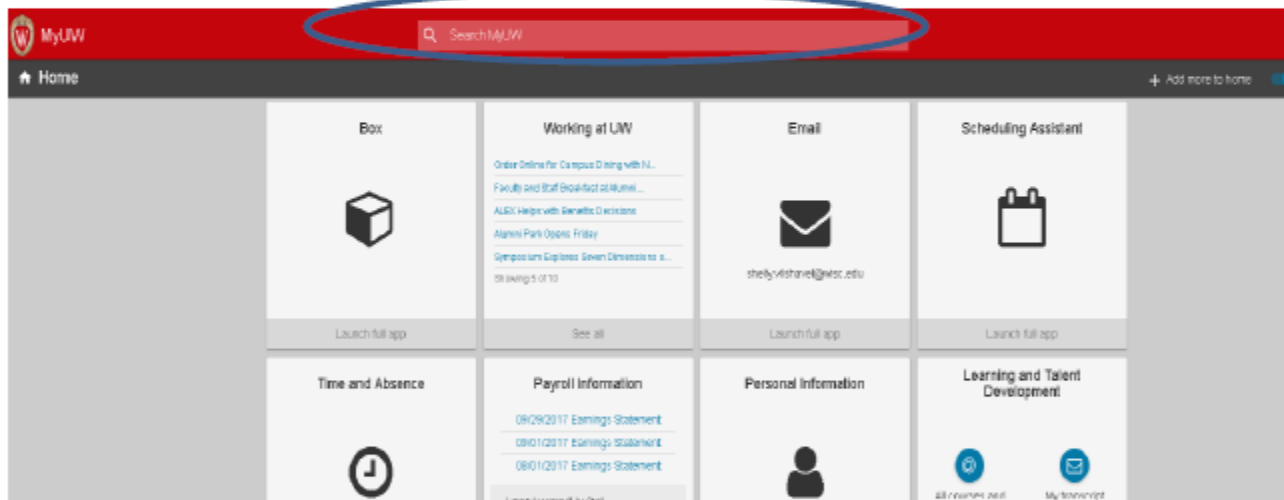 MyUW
Search MyUW
Home
+ Add more to home
Box
Launch full app
Working at UW
Order Online for Campus Dining with N...
Faculty and Staff Breakfast at Alumni ...
ALEX Helps with Benefits Decisions
Alumni Park Opens Friday
Symposium Explores Seven Dimensions o...
Showing 5 of 10
See all
Email
Launch full app
Scheduling Assistant
Launch full app
Time and Absence
Payroll Information
09/29/2017 Earnings Statement
09/01/2017 Earnings Statement
08/01/2017 Earnings Statement
Personal Information
Learning and Talent
Development
All courses and
My transcript